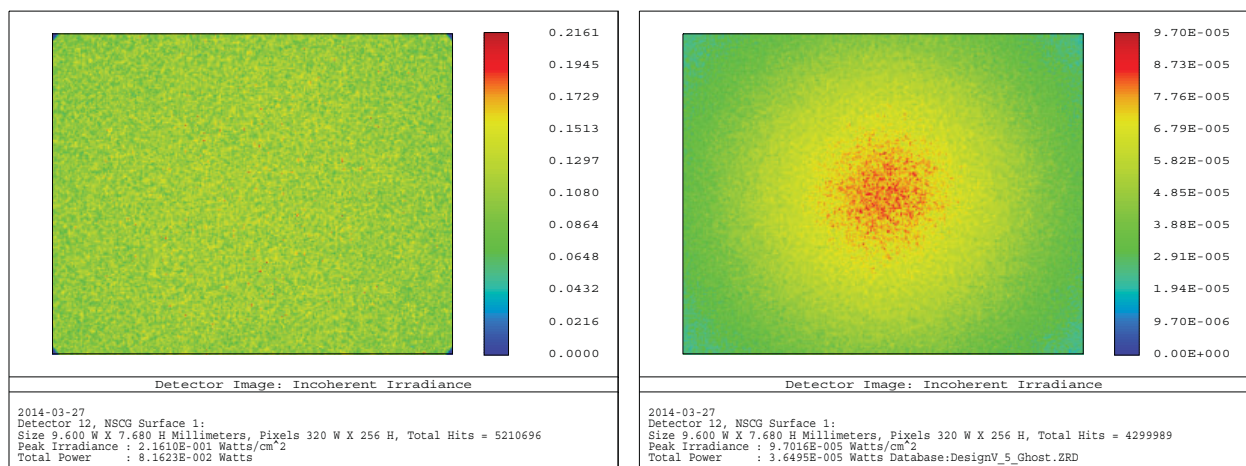 0.2161
0.1945
0.1729
0.1513
0.1297
0.1080
0.0864
0.0648
0.0432
0.0216
0.0000
Detector Image: Incoherent Irradiance
2014-03-27
Detector 12, NSCG Surface 1:
Size 9.600 W X 7.680 H Millimeters, Pixels 320 W X 256 H, Total Hits = 5210696
Peak Irradiance : 2.1610E-001 Watts/cm^2
Total Power : 8.1623E-002 Watts
9.70E-005
8.73E-005
7.76E-005
6.79E-005
5.82E-005
4.85E-005
3.88E-005
2.91E-005
1.94E-005
9.70E-006
0.00E+000
Detector Image: Incoherent Irradiance
2014-03-27
Detector 12, NSCG Surface 1:
Size 9.600 W X 7.680 H Millimeters, Pixels 320 W X 256 H, Total Hits = 4299989
Peak Irradiance : 9.7016E-005 Watts/cm^2
Total Power : 3.6495E-005 Watts Database:DesignV_5_Ghost.ZRD